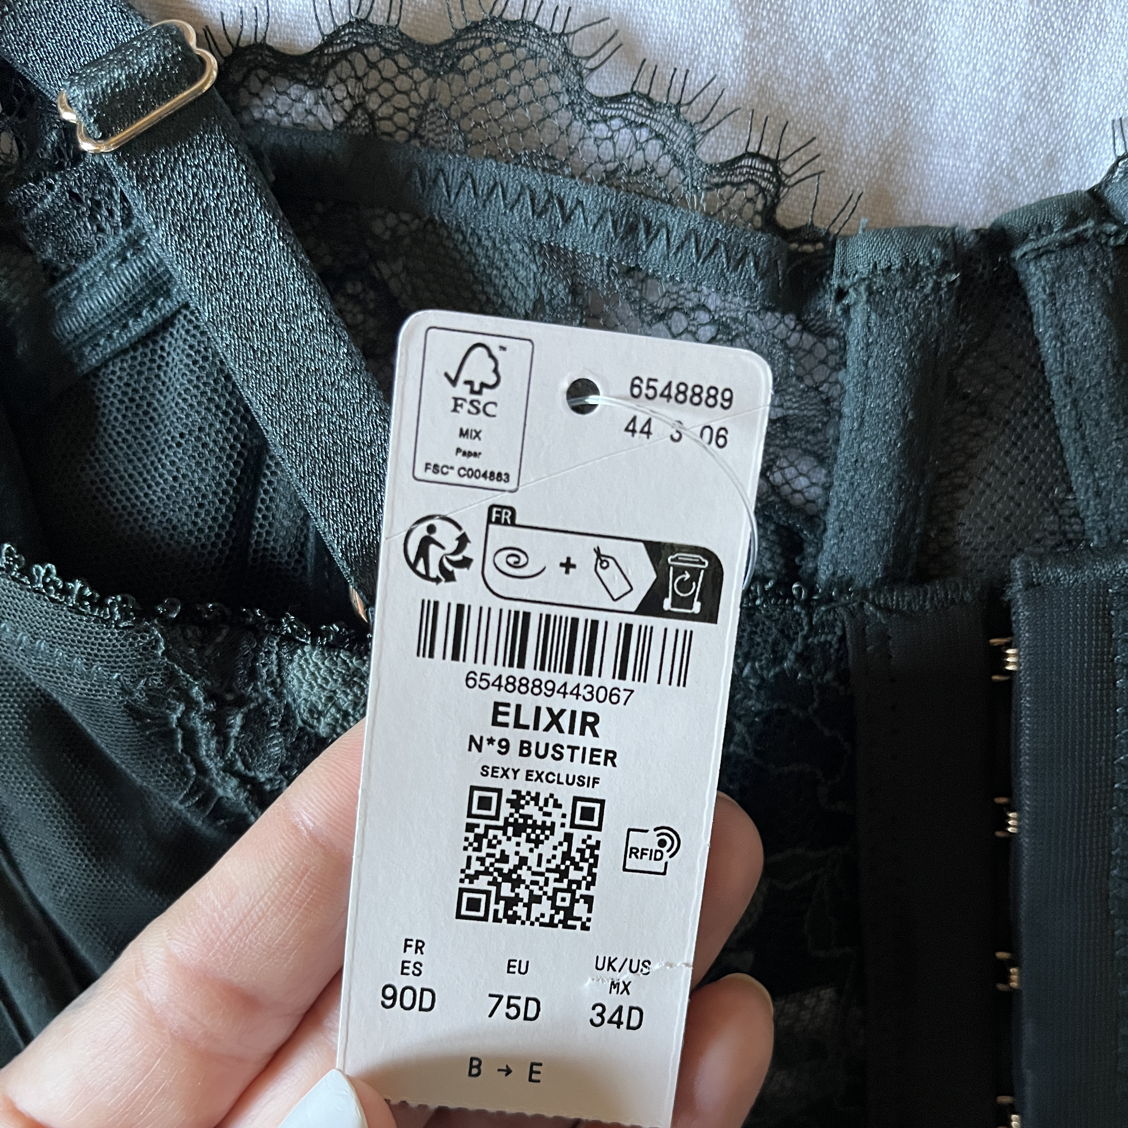 FSC™
MIX
Paper
FSC® C004883
6548889
44 3 06
FR
6548889443067
ELIXIR
N*9 BUSTIER
SEXY EXCLUSIF
RFID
FR
ES
90D
EU
75D
UK/US
MX
34D
B → E